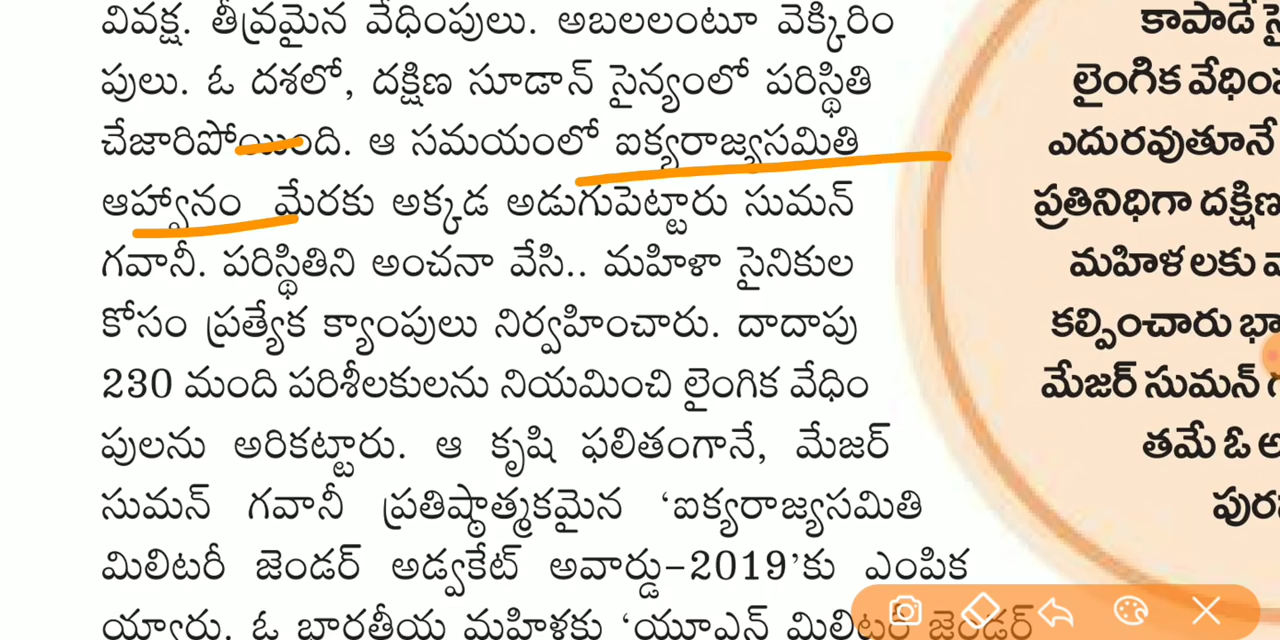 వివక్ష. తీవ్రమైన వేధింపులు. అబలలంటూ వెక్కిరిం
పులు. ఓ దశలో, దక్షిణ సూడాన్ సైన్యంలో పరిస్థితి
చేజారిపోయింది. ఆ సమయంలో ఐక్యరాజ్యసమితి
ఆహ్వానం మేరకు అక్కడ అడుగుపెట్టారు సుమన్
గవానీ. పరిస్థితిని అంచనా వేసి.. మహిళా సైనికుల
కోసం ప్రత్యేక క్యాంపులు నిర్వహించారు. దాదాపు
230 మంది పరిశీలకులను నియమించి లైంగిక వేధిం
పులను అరికట్టారు. ఆ కృషి ఫలితంగానే, మేజర్
సుమన్ గవానీ ప్రతిష్ఠాత్మకమైన ‘ఐక్యరాజ్యసమితి
మిలిటరీ జెండర్ అడ్వకేట్ అవార్డు-2019’కు ఎంపిక
య్యారు. ఓ భారతీయ మహిళకు ‘యూఎన్ మిలిటరీ జెండర్
కాపాడే
లైంగిక
ఎదురవుతూనే
ప్రతినిధిగా దక్షిణ
మహిళలకు
కల్పించారు
మేజర్ సుమన్
తమే ఓ